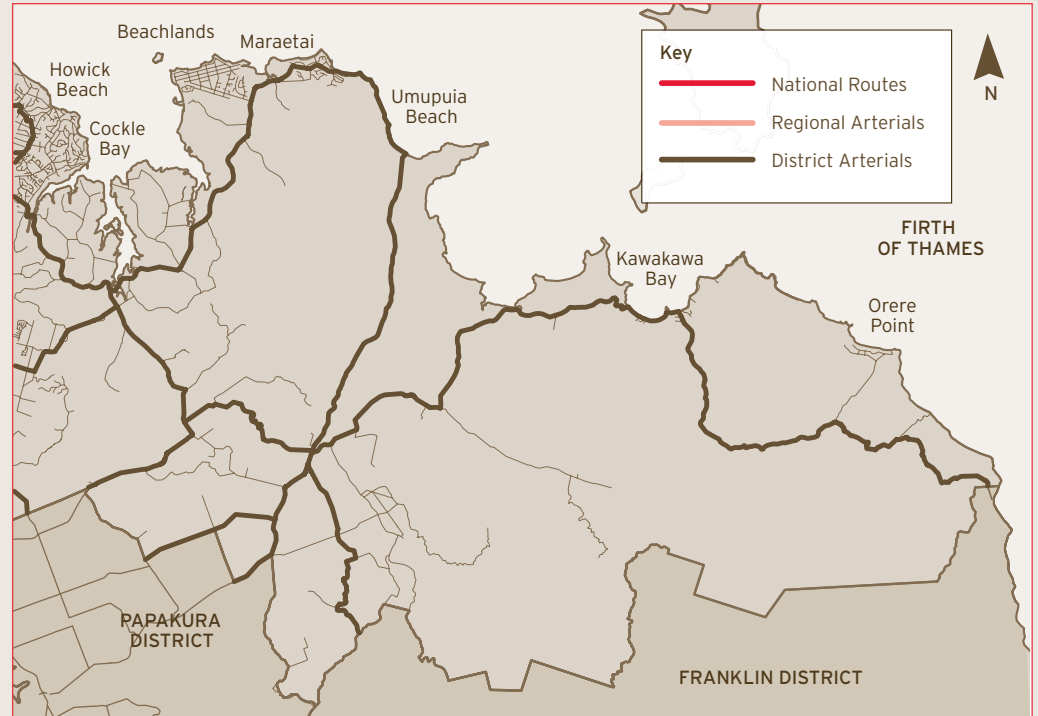 Beachlands
Maraetai
Howick
Beach
Cockle
Bay
Umupuia
Beach
Key
National Routes
Regional Arterials
District Arterials
N
FIRTH
OF THAMES
Kawakawa
Bay
Orere
Point
PAPAKURA
DISTRICT
FRANKLIN DISTRICT